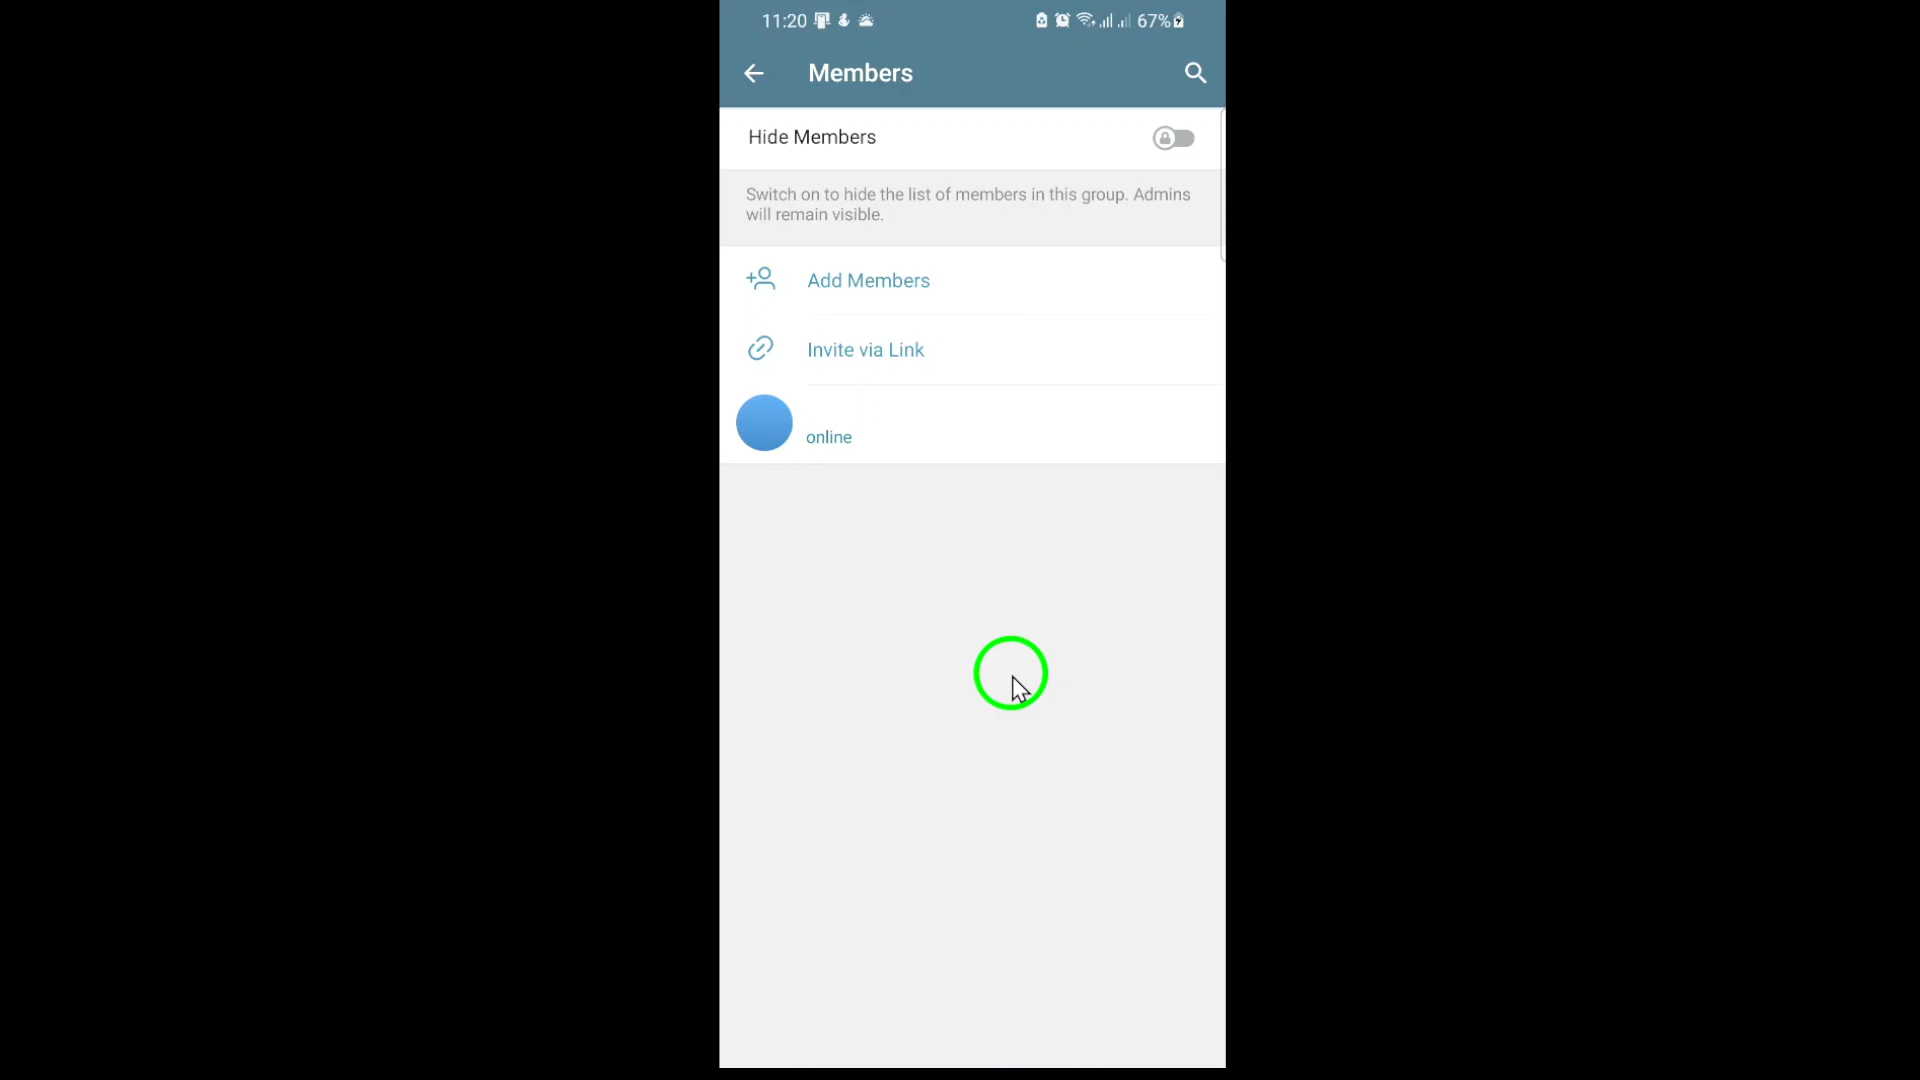 11:20 67%
Members
Hide Members
Switch on to hide the list of members in this group. Admins
will remain visible.
Add Members
Invite via Link
online